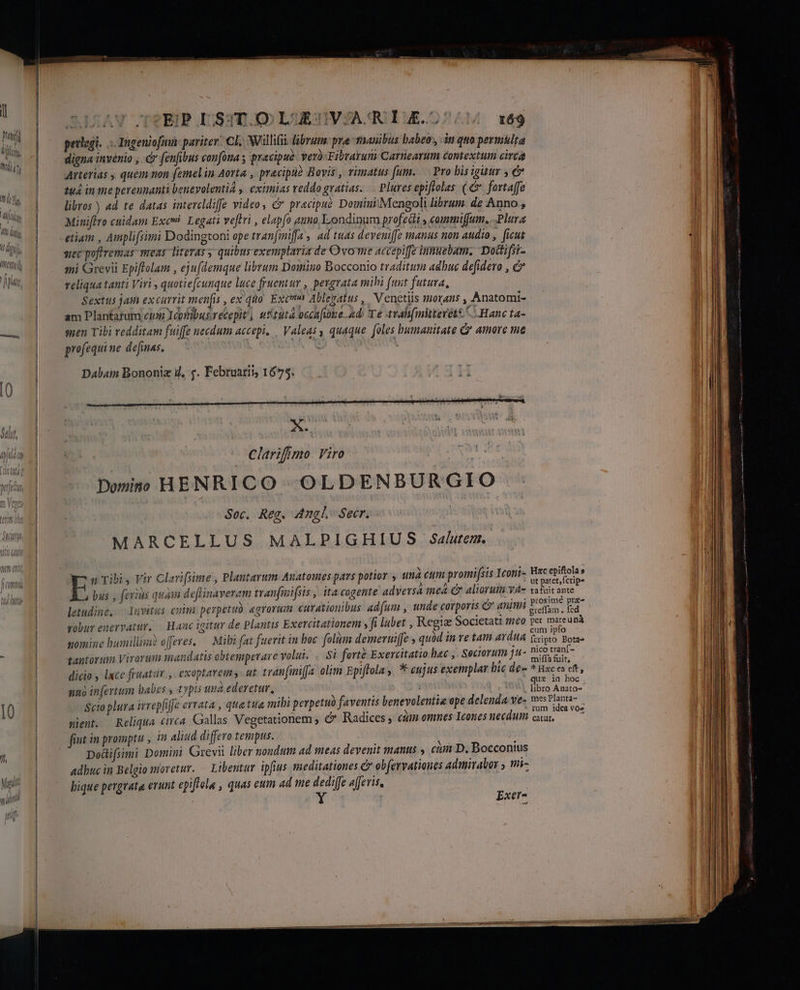 EPISTOLÆ VARIÆ. 169
perlegi. Ingeniosum pariter Cl. Willisii librum præ manibus habeo, in quo permulta
digna invenio, & sensibus consona; præcipuè verò Fibrarum Carnearum contextum circa
Arterias, quem non semel in Aorta, præcipuè Bovis, rimatus sum. Pro bis igitur, &
tuâ in me perennanti benevolentiâ, eximias reddo gratias. Plures epistolas (& fortasse
libros) ad te datas intercidisse video, & præcipuè Domini Mengoli librum de Anno,
Ministro cuidam Excmi Legati vestri, elapso anno Londinum profecti, commissum. Plura
etiam, Amplissimi Dodingtoni ope transmissa, ad tuas devenisse manus non audio, sicut
nec postremas meas literas, quibus exemplaria de Ovo me accepisse innuebam. Doctissi-
mi Grevii Epistolam, ejusdemque librum Domino Bocconio traditum adhuc desidero, &
reliqua tanti Viri, quotiescunque luce fruentur, pergrata mihi sunt futura.
Sextus jam excurrit mensis, ex quo Excmus Ablegatus, Venetiis morans, Anatomi-
am Plantarum cum Iconibus recepit, ut tutâ occasione ad Te transmitteret. Hanc ta-
men Tibi redditam fuisse necdum accepi. Valeas, quaque soles humanitate & amore me
prosequi ne desinas.
Dabam Bononiæ d. 5. Februarii, 1675.
X.
Clarissimo Viro
Domino HENRICO OLDENBURGIO
Soc. Reg. Angl. Secr.
MARCELLUS MALPIGHIUS Salutem.
En Tibi, Vir Clarissime, Plantarum Anatomes pars potior, unà cum promissis Iconi-
bus, seriùs quàm destinaveram transmissis, ita cogente adversâ meâ & aliorum va-
letudine. Invitus enim perpetuò ægrorum curationibus adsum, unde corporis & animi
robur enervatur. Hanc igitur de Plantis Exercitationem, si lubet, Regiæ Societati meo
nomine humillimè offeres. Mihi sat fuerit in hoc solùm demeruisse, quòd in re tam ardua
tantorum Virorum mandatis obtemperare volui. Si fortè Exercitatio hæc, Sociorum ju-
dicio, luce fruatur, exoptarem, ut transmissa olim Epistola, * cujus exemplar hic de-
nuò insertum habes, typis unà ederetur.
Scio plura irrepsisse errata, quæ tua mihi perpetuò faventis benevolentiæ ope delenda ve-
nient. Reliqua circa Gallas Vegetationem, & Radices, cùm omnes Icones necdum
sint in promptu, in aliud differo tempus.
Doctissimi Domini Grevii liber nondum ad meas devenit manus, cùm D. Bocconius
adhuc in Belgio moretur. Libentur ipsius meditationes & observationes admirabor, mi-
hique pergrata erunt epistola, quas eum ad me dedisse asseris.
Y Exer-
Hæc epistola,
ut patet, scrip-
ta fuit ante
proximè præ-
gressam, sed
per mare unà
cum ipso
scripto Bota-
nico trans-
missa fuit.
* Hæc ea est,
quæ in hoc
libro Anato-
mes Planta-
rum idea vo-
catur.